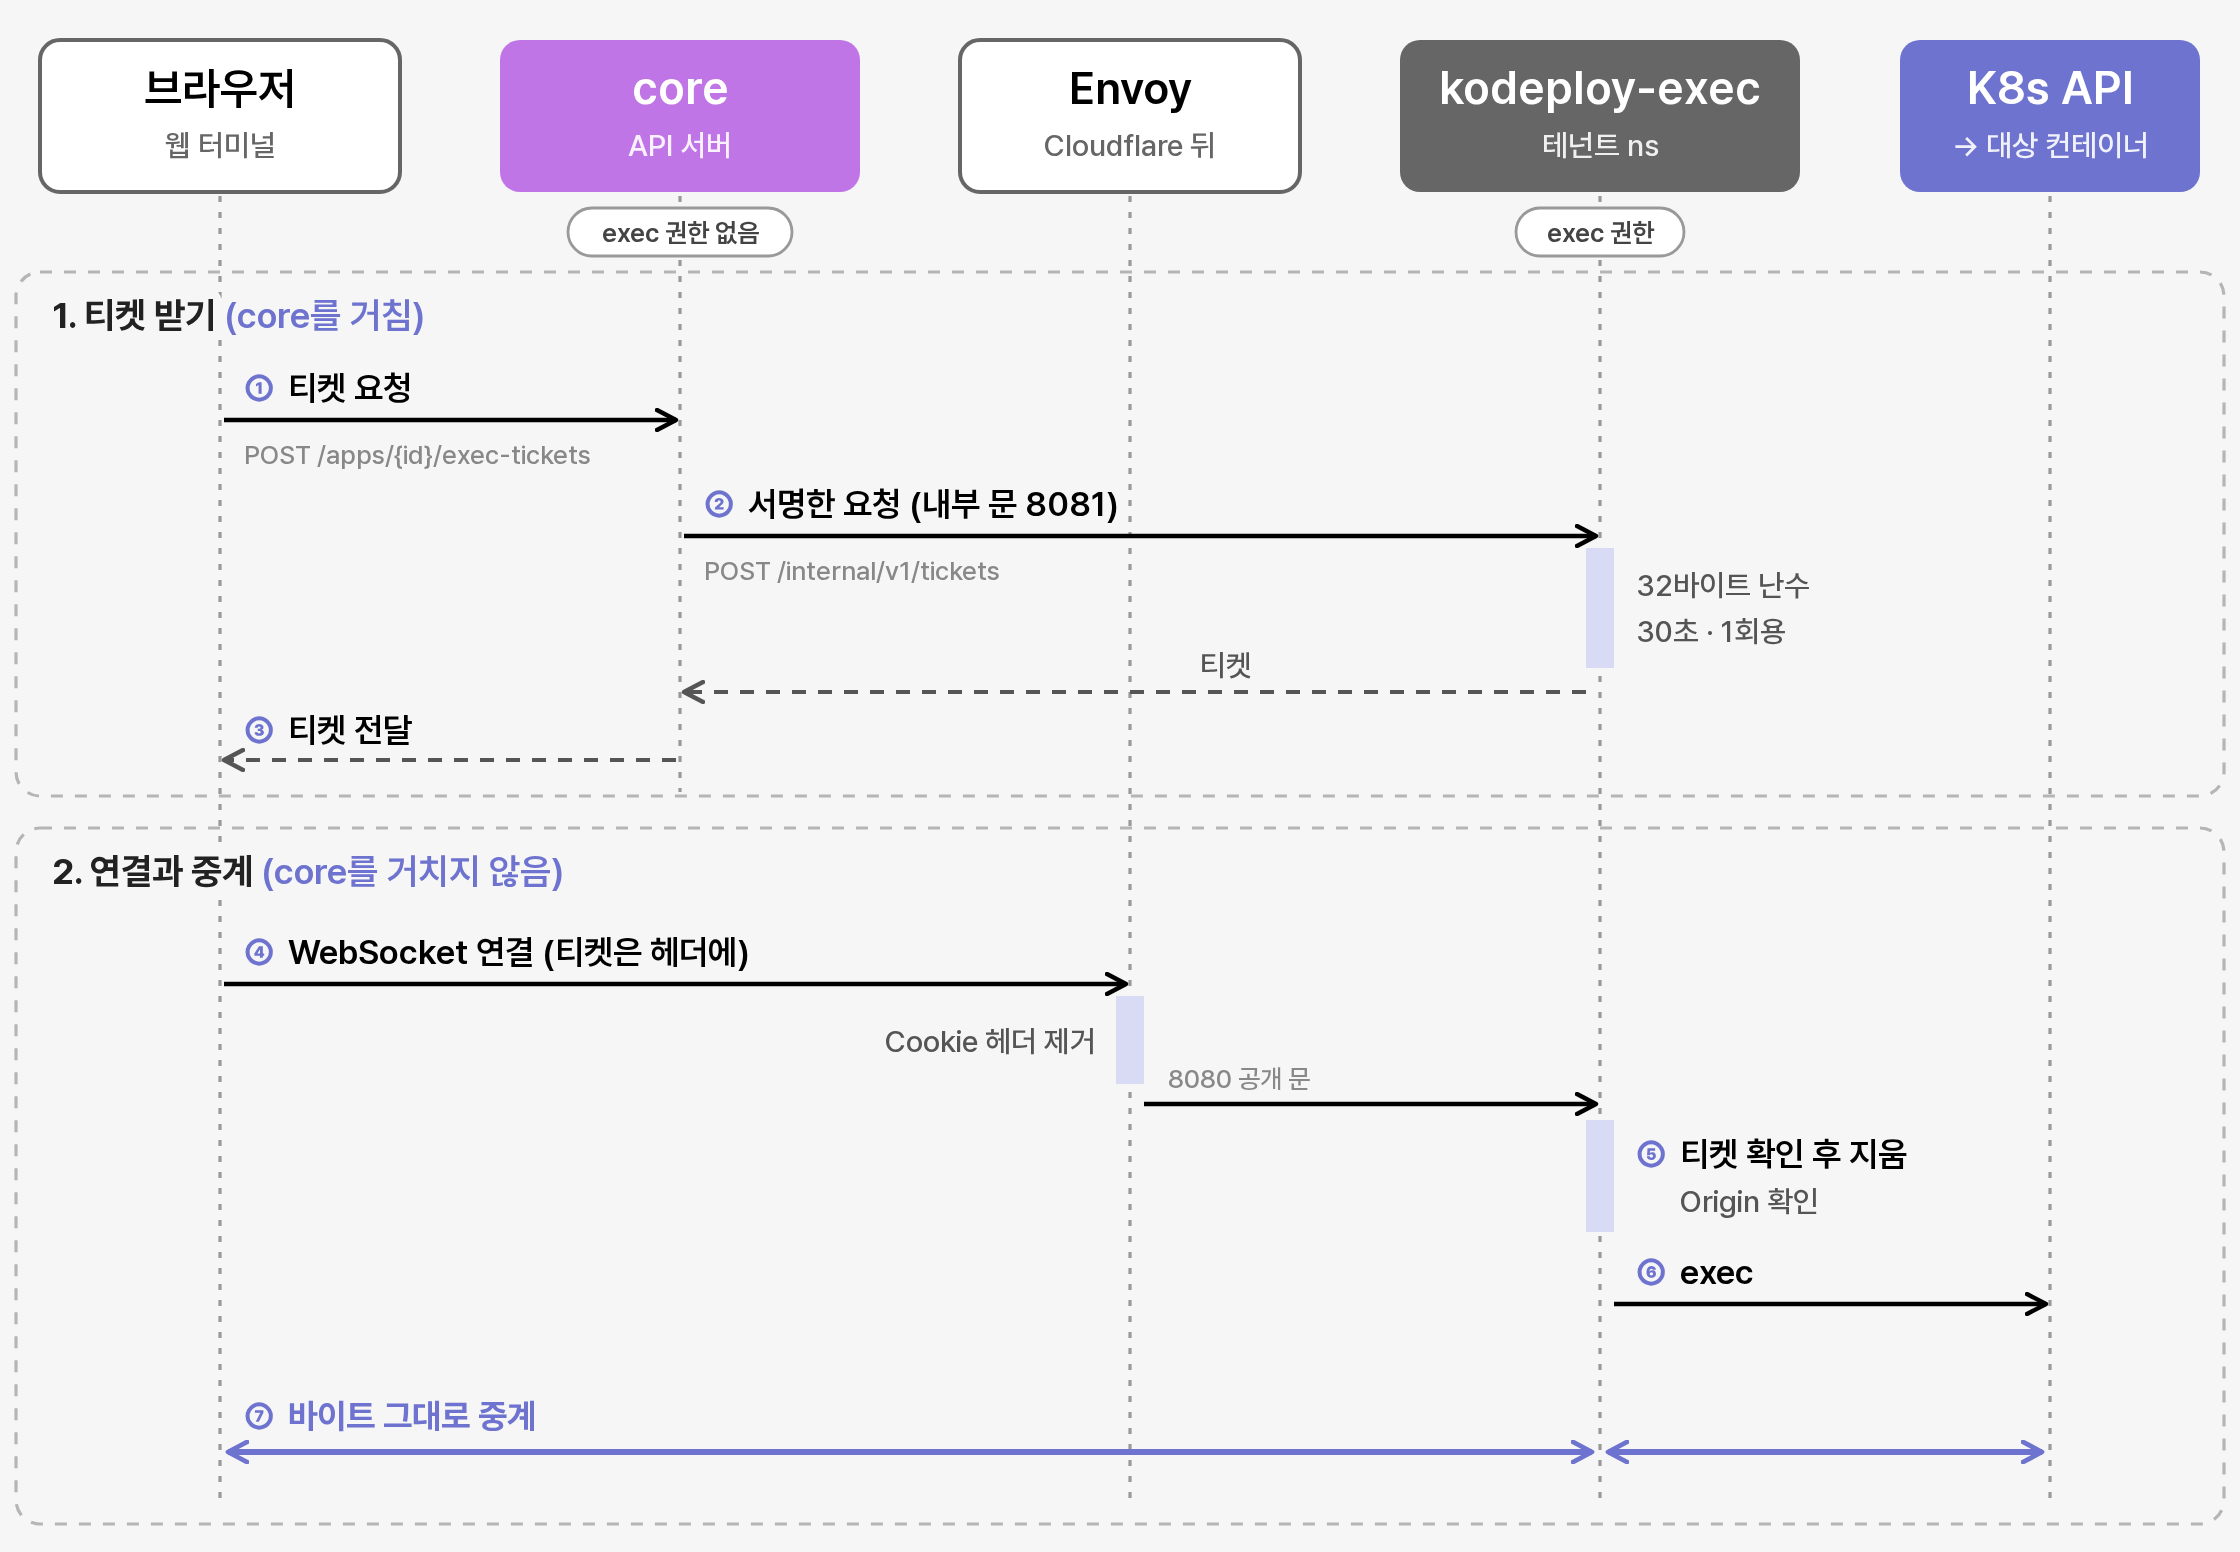 브라우저
웹 터미널
core
API 서버
Envoy
Cloudflare 뒤
kodeploy-exec
테넌트 ns
K8s API
→ 대상 컨테이너
exec 권한 없음
exec 권한
1. 티켓 받기 (core를 거침)
① 티켓 요청
POST /apps/{id}/exec-tickets
② 서명한 요청 (내부 문 8081)
POST /internal/v1/tickets
32바이트 난수
30초 · 1회용
티켓
③ 티켓 전달
2. 연결과 중계 (core를 거치지 않음)
④ WebSocket 연결 (티켓은 헤더에)
Cookie 헤더 제거
8080 공개 문
⑤ 티켓 확인 후 지움
Origin 확인
⑥ exec
⑦ 바이트 그대로 중계